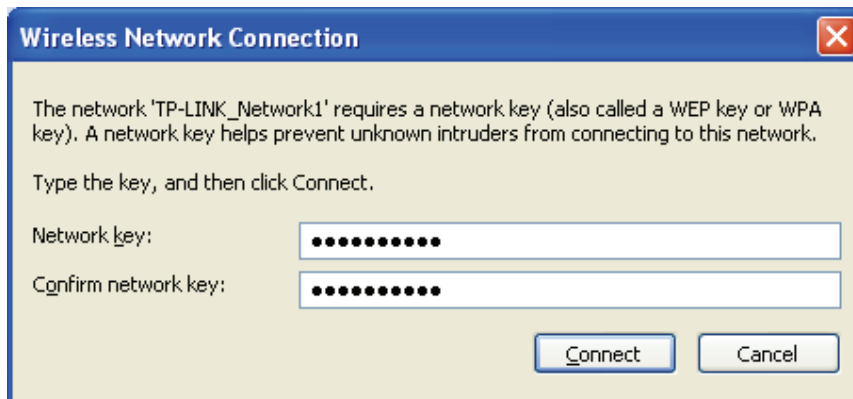 Wireless Network Connection
The network 'TP-LINK_Network1' requires a network key (also called a WEP key or WPA
key). A network key helps prevent unknown intruders from connecting to this network.
Type the key, and then click Connect.
Network key: ••••••••••
Confirm network key: ••••••••••
Connect Cancel